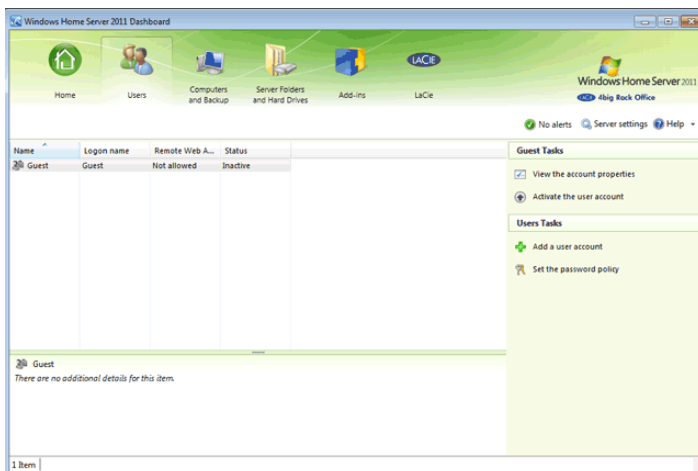 Windows Home Server 2011 Dashboard
Home
Users
Computers
and Backup
Server Folders
and Hard Drives
Add-ins
LACIE
LaCie
Windows Home Server 2011
LACIE 4big Rock Office
No alerts Server settings Help
Name Logon name Remote Web A... Status
Guest Guest Not allowed Inactive
Guest Tasks
View the account properties
Activate the user account
Users Tasks
Add a user account
Set the password policy
Guest
There are no additional details for this item.
1 Item